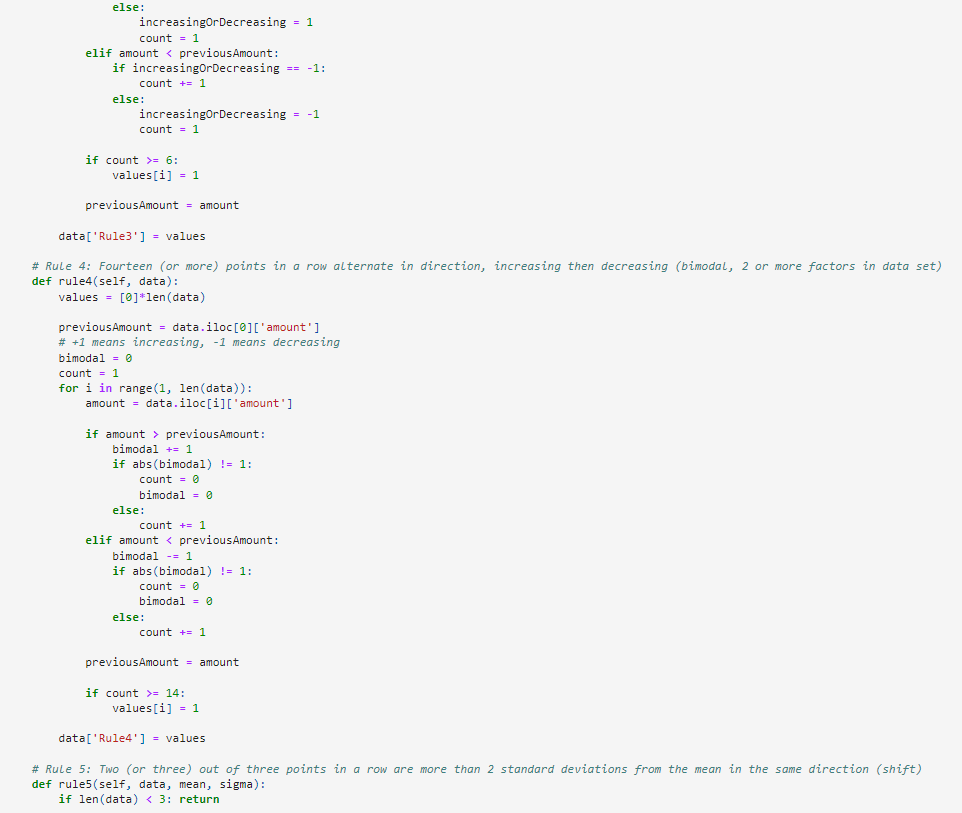 else:
                increasingOrDecreasing = 1
                count = 1
        elif amount < previousAmount:
            if increasingOrDecreasing == -1:
                count += 1
            else:
                increasingOrDecreasing = -1
                count = 1

        if count >= 6:
            values[i] = 1

        previousAmount = amount

    data['Rule3'] = values

# Rule 4: Fourteen (or more) points in a row alternate in direction, increasing then decreasing (bimodal, 2 or more factors in data set)
def rule4(self, data):
    values = [0]*len(data)

    previousAmount = data.iloc[0]['amount']
    # +1 means increasing, -1 means decreasing
    bimodal = 0
    count = 1
    for i in range(1, len(data)):
        amount = data.iloc[i]['amount']

        if amount > previousAmount:
            bimodal += 1
            if abs(bimodal) != 1:
                count = 0
                bimodal = 0
            else:
                count += 1
        elif amount < previousAmount:
            bimodal -= 1
            if abs(bimodal) != 1:
                count = 0
                bimodal = 0
            else:
                count += 1

        previousAmount = amount

        if count >= 14:
            values[i] = 1

    data['Rule4'] = values

# Rule 5: Two (or three) out of three points in a row are more than 2 standard deviations from the mean in the same direction (shift)
def rule5(self, data, mean, sigma):
    if len(data) < 3: return